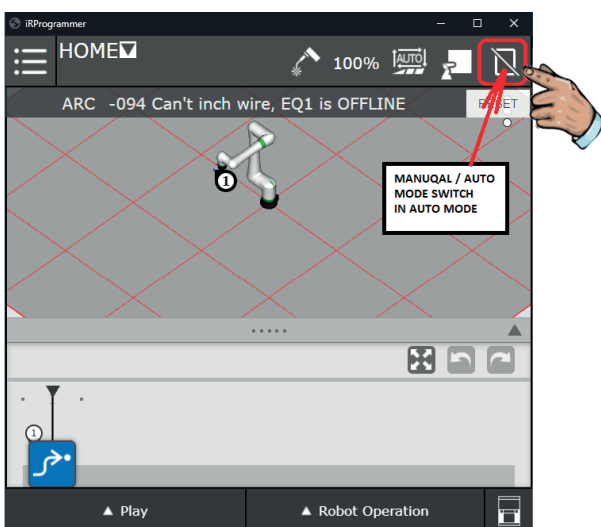 iRProgrammer
HOME
100%
AUTO
ARC -094 Can't inch wire, EQ1 is OFFLINE
RESET
1
MANUQAL / AUTO
MODE SWITCH
IN AUTO MODE
1
▲ Play
▲ Robot Operation